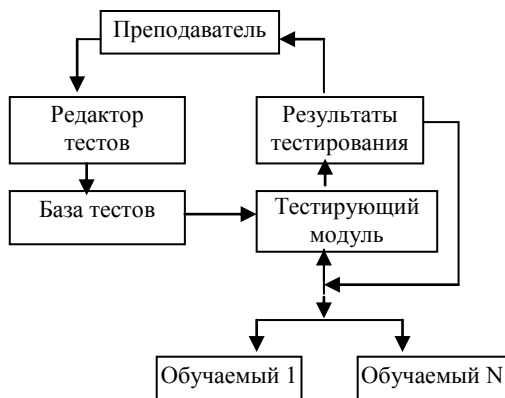 Преподаватель
Редактор
тестов
Результаты
тестирования
База тестов
Тестирующий
модуль
Обучаемый 1
Обучаемый N